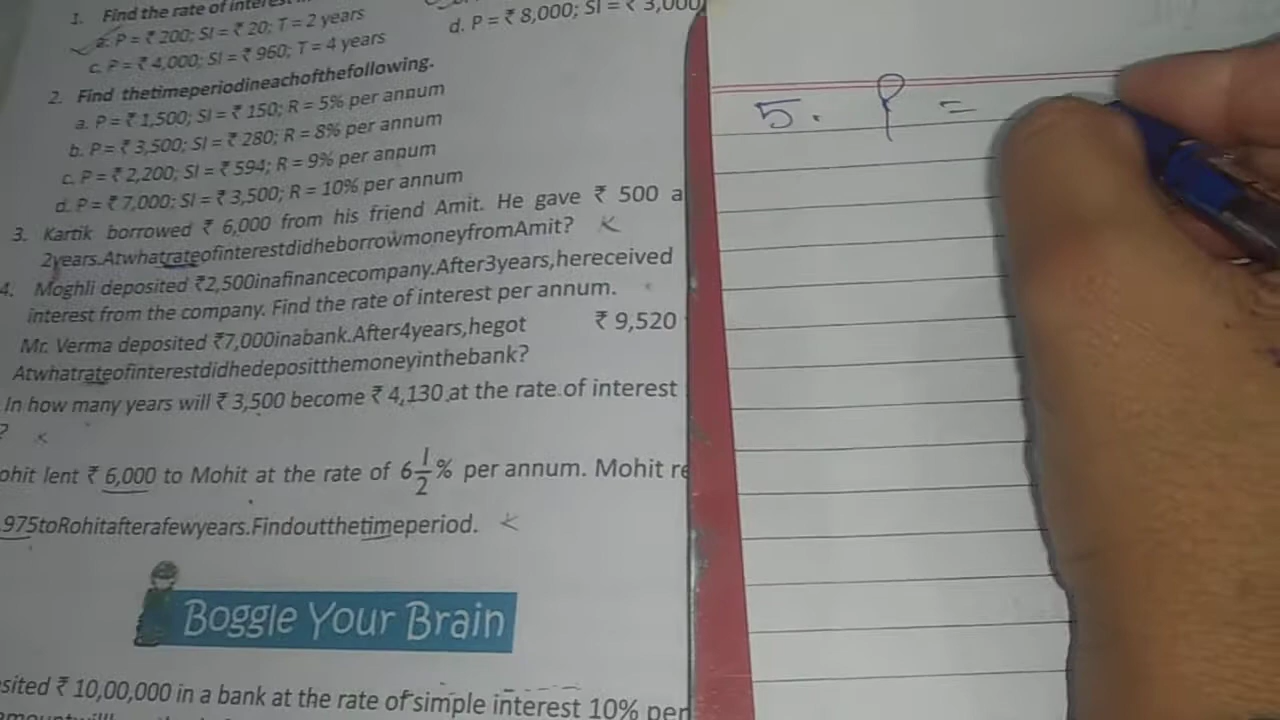 1. Find the rate of interest
a. P = ₹ 200; SI = ₹ 20; T = 2 years
d. P = ₹ 8,000; SI = ₹ 3,000
c. P = ₹ 4,000; SI = ₹ 960; T = 4 years
2. Find thetimeperiodineachofthefollowing.
a. P = ₹ 1,500; SI = ₹ 150; R = 5% per annum
b. P = ₹ 3,500; SI = ₹ 280; R = 8% per annum
c. P = ₹ 2,200; SI = ₹ 594; R = 9% per annum
d. P = ₹ 7,000; SI = ₹ 3,500; R = 10% per annum
3. Kartik borrowed ₹ 6,000 from his friend Amit. He gave ₹ 500 a
2years.AtwhatrateofinterestdidheborrowmoneyfromAmit?
4. Moghli deposited ₹2,500inafinancecompany.After3years,hereceived
interest from the company. Find the rate of interest per annum.
Mr. Verma deposited ₹7,000inabank.After4years,hegot ₹ 9,520
Atwhatrateofinterestdidhedepositthemoneyinthebank?
In how many years will ₹ 3,500 become ₹ 4,130 at the rate of interest
?
ohit lent ₹ 6,000 to Mohit at the rate of 6 1/2 % per annum. Mohit re
975toRohitafterafewyears.Findoutthetimeperiod.
Boggle Your Brain
sited ₹ 10,00,000 in a bank at the rate of simple interest 10% per
5. P =